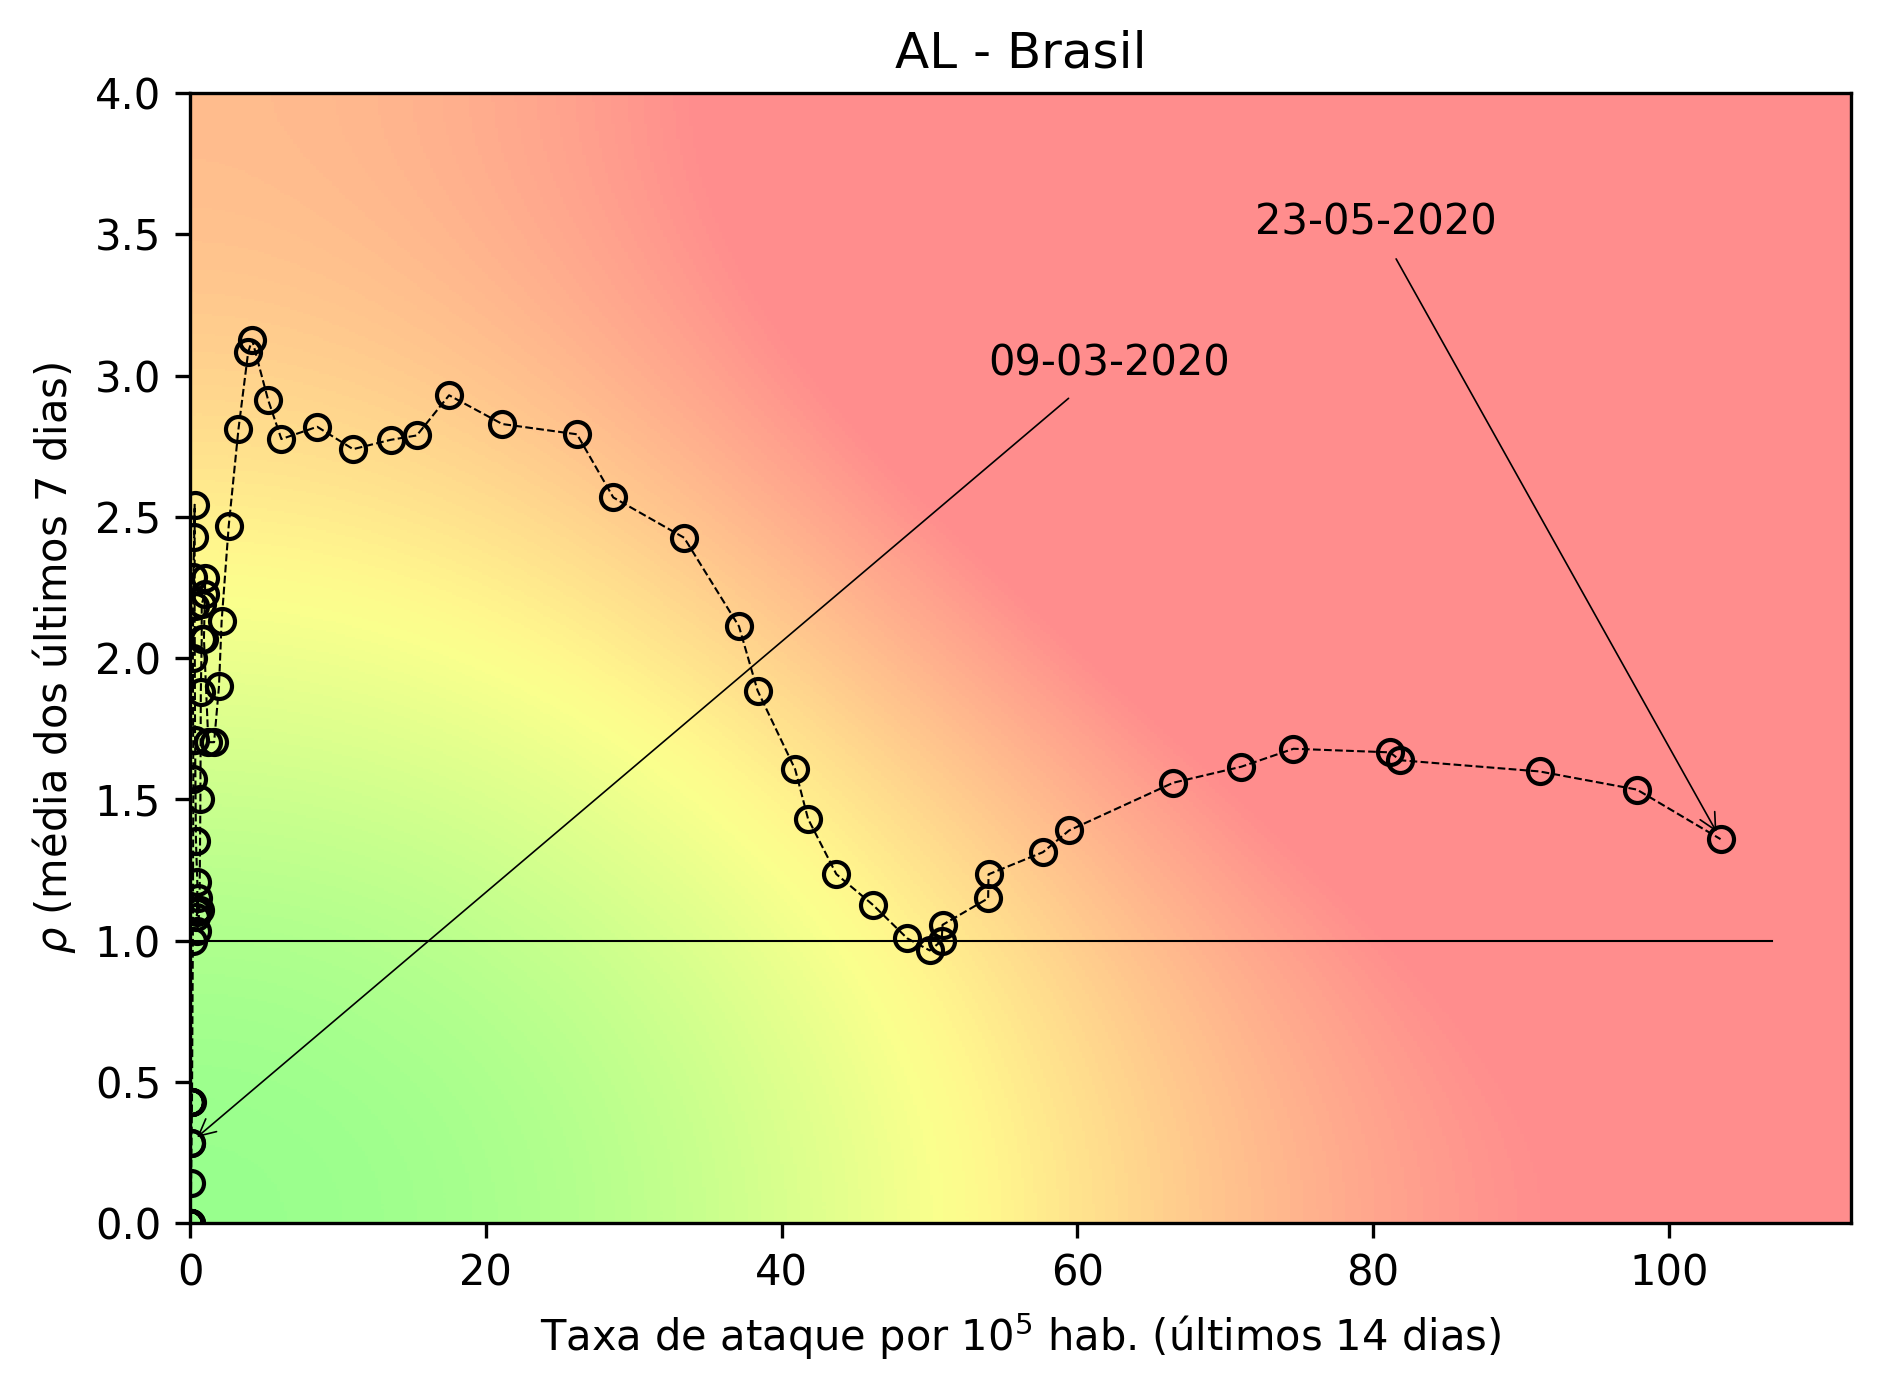 AL - Brasil
4.0
3.5
3.0
2.5
2.0
1.5
1.0
0.5
0.0
ρ (média dos últimos 7 dias)
23-05-2020
09-03-2020
0 20 40 60 80 100
Taxa de ataque por 10⁵ hab. (últimos 14 dias)